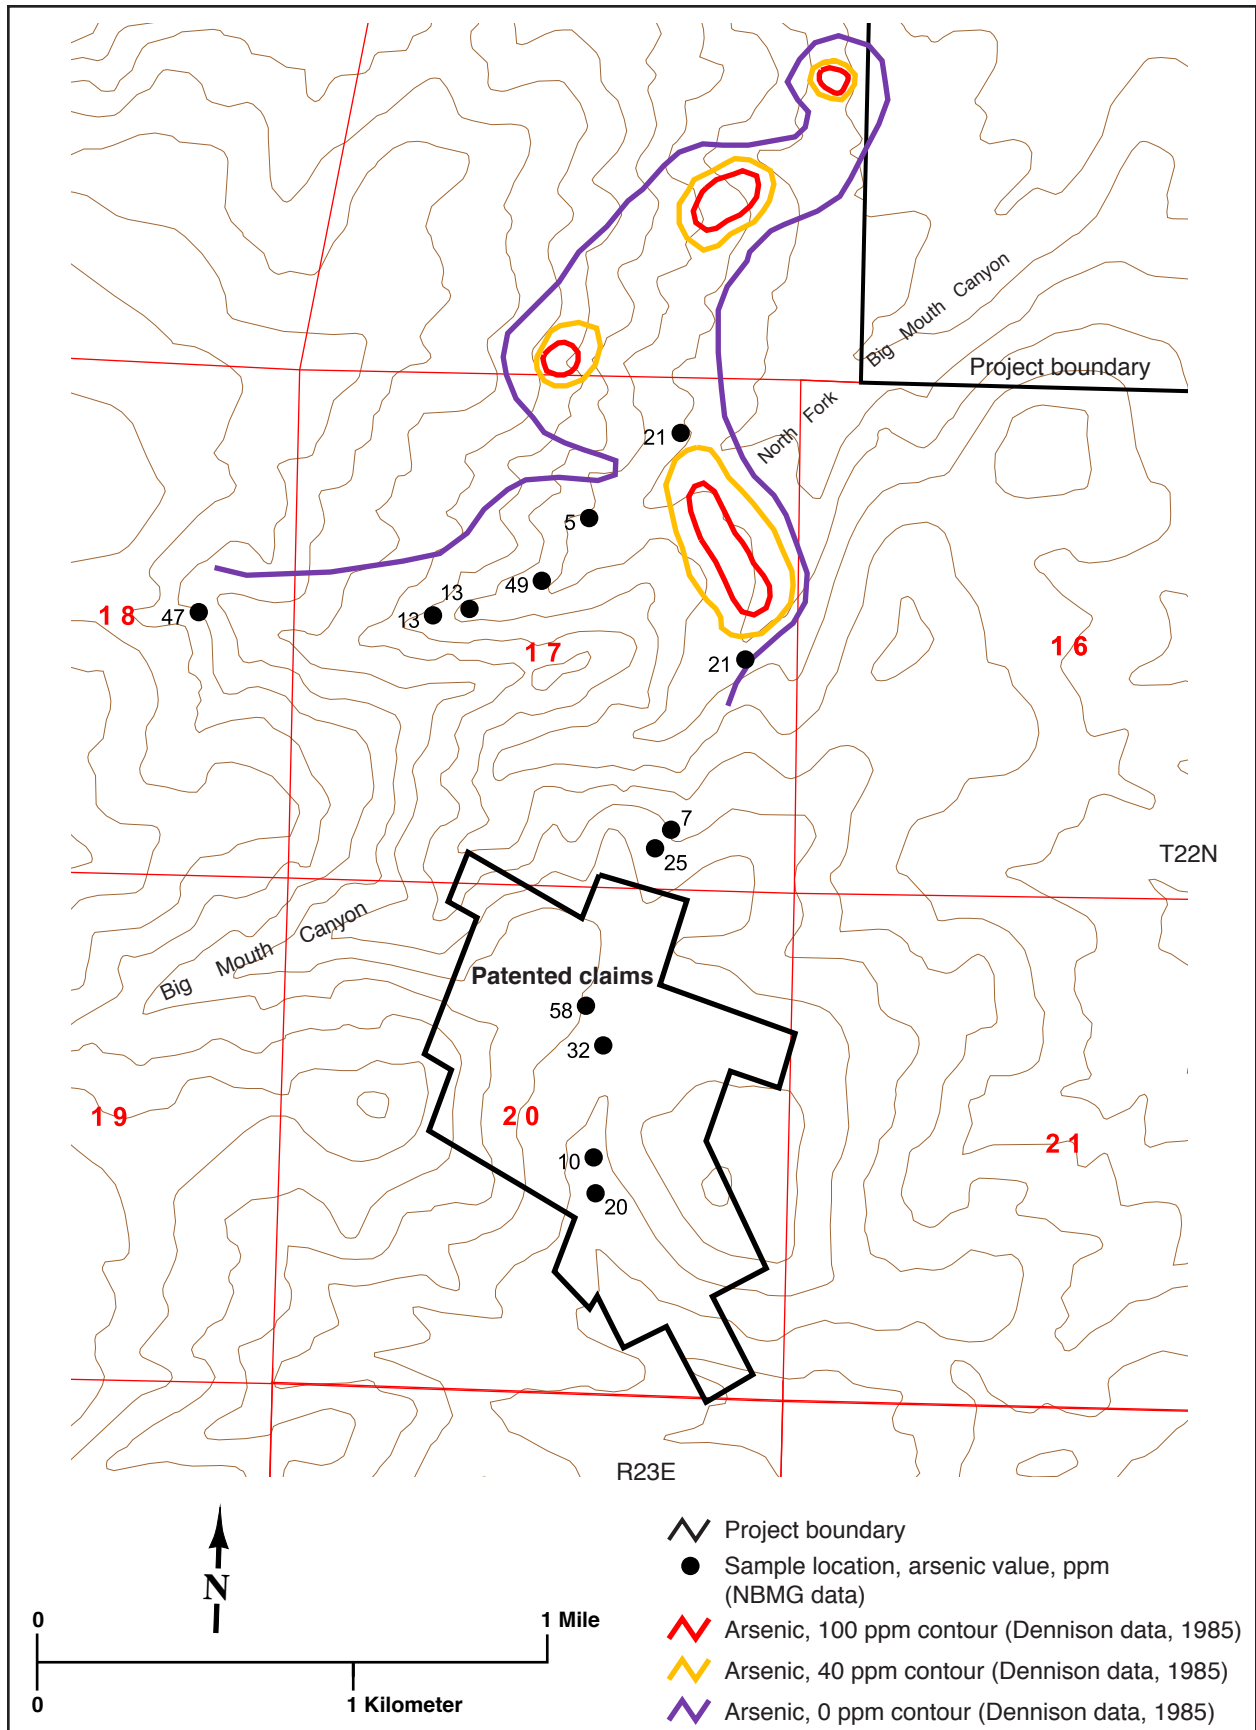 Big Mouth Canyon
Project boundary
North Fork
21
5
49
13
13
47
18
17
16
21
7
25
T22N
Big Mouth Canyon
Patented claims
58
32
19
20
21
10
20
R23E
N
0
1 Mile
0
1 Kilometer
Project boundary
Sample location, arsenic value, ppm
(NBMG data)
Arsenic, 100 ppm contour (Dennison data, 1985)
Arsenic, 40 ppm contour (Dennison data, 1985)
Arsenic, 0 ppm contour (Dennison data, 1985)